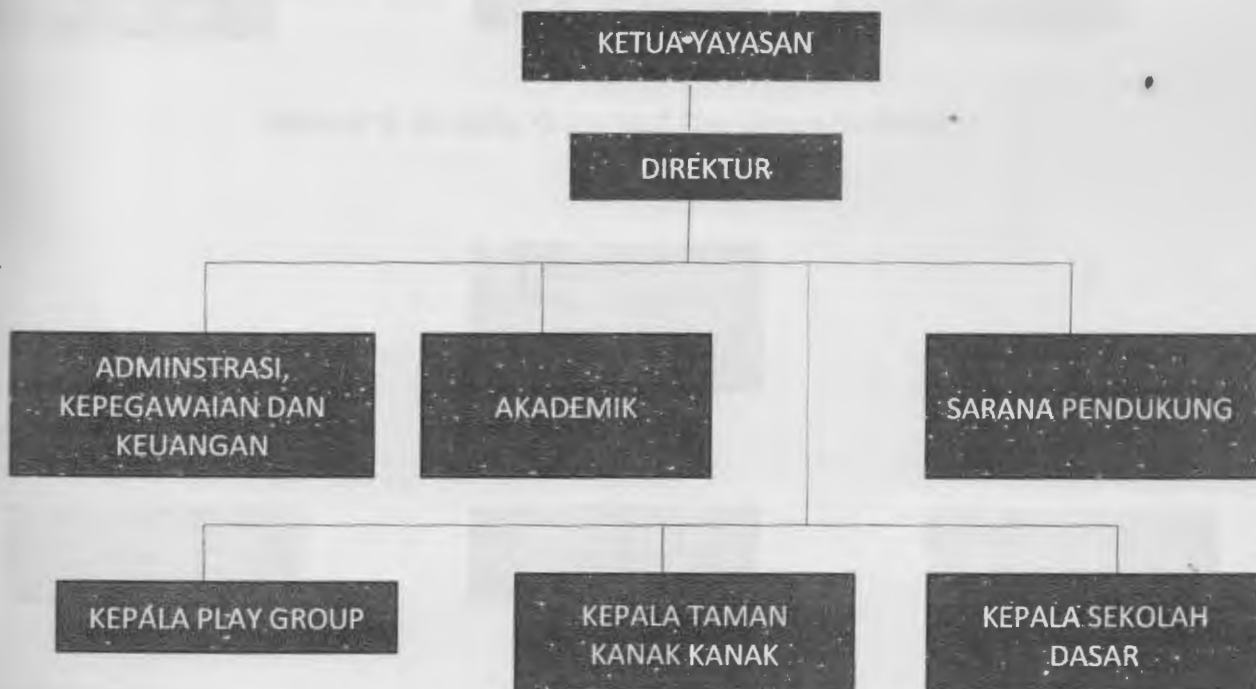 KETUA YAYASAN
DIREKTUR
ADMINSTRASI,
KEPEGAWAIAN DAN
KEUANGAN
AKADEMIK
SARANA PENDUKUNG
KEPALA PLAY GROUP
KEPALA TAMAN
KANAK KANAK
KEPALA SEKOLAH
DASAR